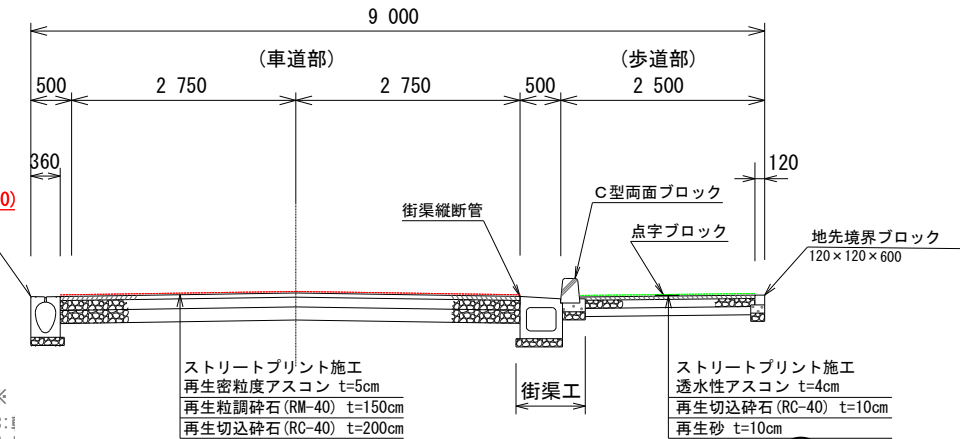 9 000
(車道部)
(歩道部)
500
2 750
2 750
500
2 500
360
120
0)
C型両面ブロック
街渠縦断管
点字ブロック
地先境界ブロック
120×120×600
ストリートプリント施工
再生密粒度アスコン t=5cm
再生粒調砕石(RM-40) t=150cm
再生切込砕石(RC-40) t=200cm
街渠工
ストリートプリント施工
透水性アスコン t=4cm
再生切込砕石(RC-40) t=10cm
再生砂 t=10cm
※